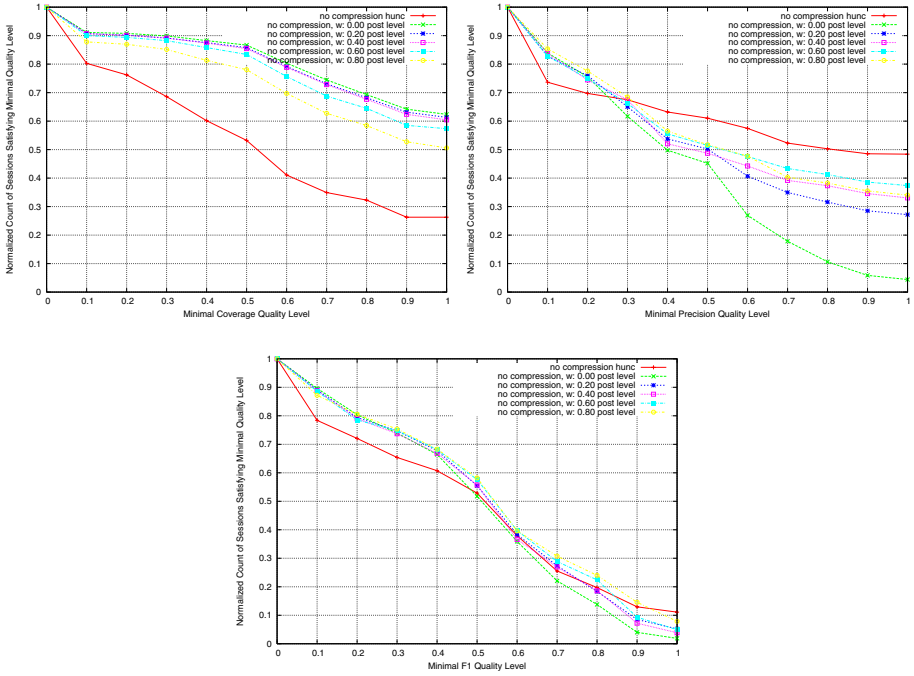 Normalized Count of Sessions Satisfying Minimal Quality Level
1
0.9
0.8
0.7
0.6
0.5
0.4
0.3
0.2
0.1
0
no compression hunc
no compression, w: 0.00 post level
no compression, w: 0.20 post level
no compression, w: 0.40 post level
no compression, w: 0.60 post level
no compression, w: 0.80 post level
0 0.1 0.2 0.3 0.4 0.5 0.6 0.7 0.8 0.9 1
Minimal Coverage Quality Level
Normalized Count of Sessions Satisfying Minimal Quality Level
1
0.9
0.8
0.7
0.6
0.5
0.4
0.3
0.2
0.1
0
no compression hunc
no compression, w: 0.00 post level
no compression, w: 0.20 post level
no compression, w: 0.40 post level
no compression, w: 0.60 post level
no compression, w: 0.80 post level
0 0.1 0.2 0.3 0.4 0.5 0.6 0.7 0.8 0.9 1
Minimal Precision Quality Level
Normalized Count of Sessions Satisfying Minimal Quality Level
1
0.9
0.8
0.7
0.6
0.5
0.4
0.3
0.2
0.1
0
no compression hunc
no compression, w: 0.00 post level
no compression, w: 0.20 post level
no compression, w: 0.40 post level
no compression, w: 0.60 post level
no compression, w: 0.80 post level
0 0.1 0.2 0.3 0.4 0.5 0.6 0.7 0.8 0.9 1
Minimal F1 Quality Level